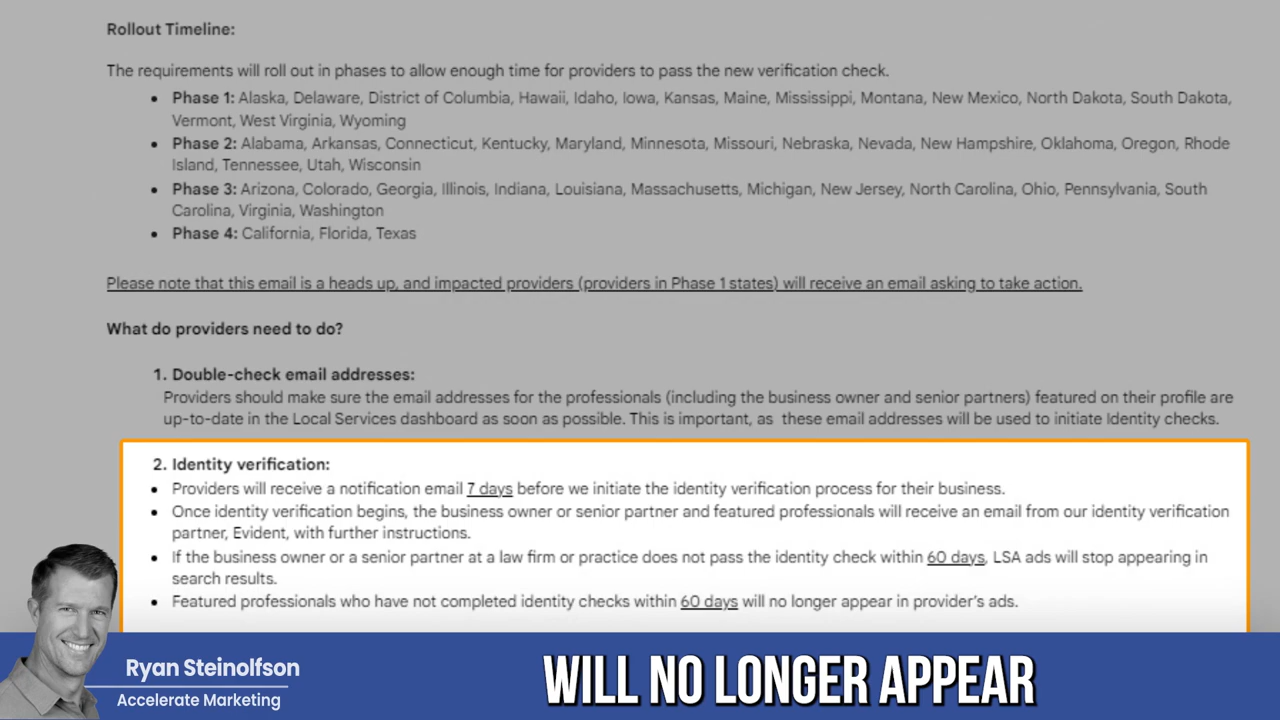 Rollout Timeline:
The requirements will roll out in phases to allow enough time for providers to pass the new verification check.
• Phase 1: Alaska, Delaware, District of Columbia, Hawaii, Idaho, Iowa, Kansas, Maine, Mississippi, Montana, New Mexico, North Dakota, South Dakota,
Vermont, West Virginia, Wyoming
• Phase 2: Alabama, Arkansas, Connecticut, Kentucky, Maryland, Minnesota, Missouri, Nebraska, Nevada, New Hampshire, Oklahoma, Oregon, Rhode
Island, Tennessee, Utah, Wisconsin
• Phase 3: Arizona, Colorado, Georgia, Illinois, Indiana, Louisiana, Massachusetts, Michigan, New Jersey, North Carolina, Ohio, Pennsylvania, South
Carolina, Virginia, Washington
• Phase 4: California, Florida, Texas
Please note that this email is a heads up, and impacted providers (providers in Phase 1 states) will receive an email asking to take action.
What do providers need to do?
1. Double-check email addresses:
Providers should make sure the email addresses for the professionals (including the business owner and senior partners) featured on their profile are
up-to-date in the Local Services dashboard as soon as possible. This is important, as these email addresses will be used to initiate Identity checks.
2. Identity verification:
• Providers will receive a notification email 7 days before we initiate the identity verification process for their business.
• Once identity verification begins, the business owner or senior partner and featured professionals will receive an email from our identity verification
partner, Evident, with further instructions.
• If the business owner or a senior partner at a law firm or practice does not pass the identity check within 60 days, LSA ads will stop appearing in
search results.
• Featured professionals who have not completed identity checks within 60 days will no longer appear in provider's ads.
Ryan Steinolfson
Accelerate Marketing
WILL NO LONGER APPEAR